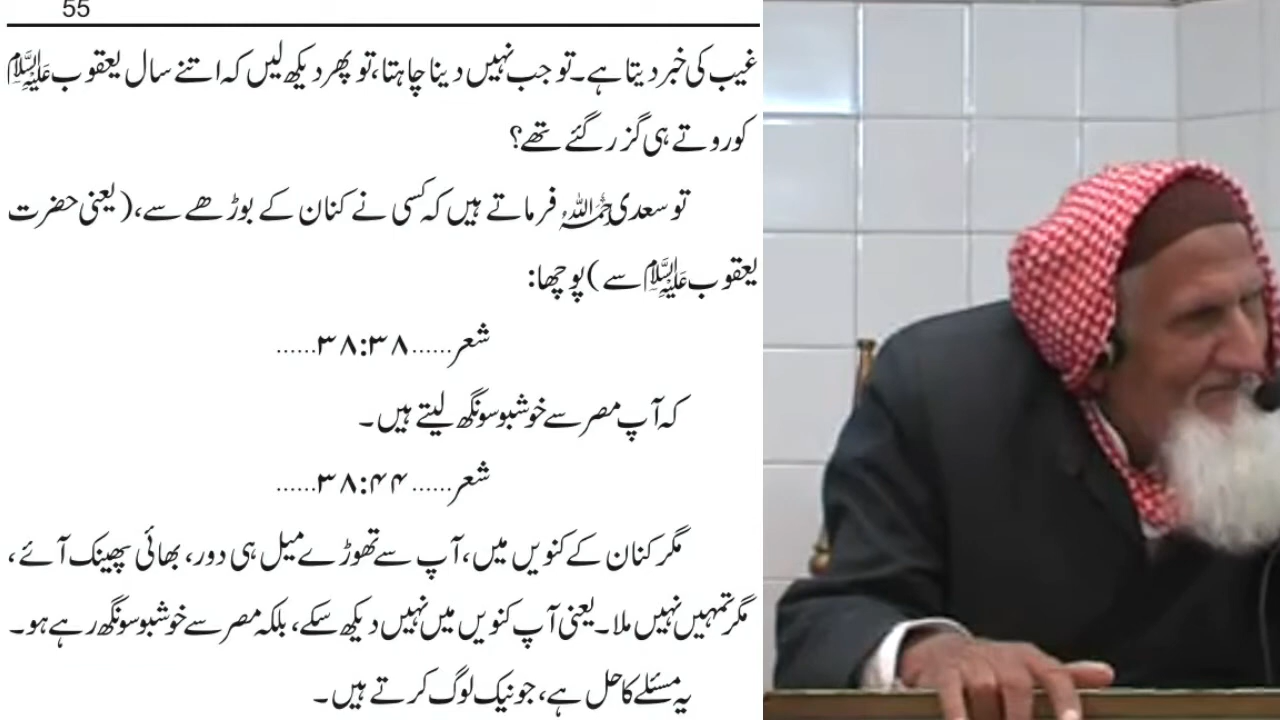 55
غیب کی خبر دیتا ہے۔ تو جب نہیں دینا چاہتا، تو پھر دیکھ لیں کہ اتنے سال یعقوب علیہ السلام
کو روتے ہی گزر گئے تھے؟
تو سعدی رحمہ اللہ فرماتے ہیں کہ کسی نے کنان کے بوڑھے سے، (یعنی حضرت
یعقوب علیہ السلام سے) پوچھا:
شعر......۳۸:۳۸......
کہ آپ مصر سے خوشبو سونگھ لیتے ہیں۔
شعر......۳۸:۴۴......
مگر کنان کے کنویں میں، آپ سے تھوڑے میل ہی دور، بھائی پھینک آئے،
مگر تمہیں نہیں ملا۔ یعنی آپ کنویں میں نہیں دیکھ سکے، بلکہ مصر سے خوشبو سونگھ رہے ہو۔
یہ مسئلے کا حل ہے، جو نیک لوگ کرتے ہیں۔